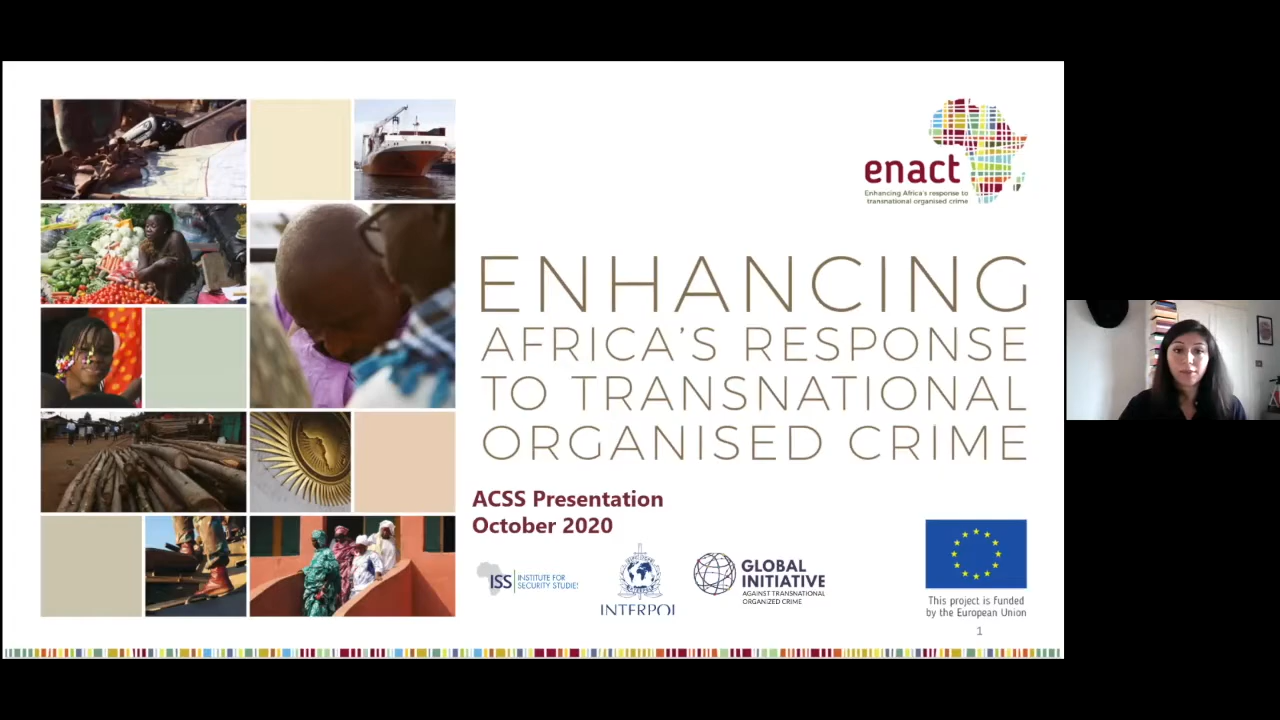 enact
Enhancing Africa's response to
transnational organised crime
ENHANCING
AFRICA'S RESPONSE
TO TRANSNATIONAL
ORGANISED CRIME
ACSS Presentation
October 2020
ISS
INSTITUTE FOR
SECURITY STUDIES
INTERPOL
GLOBAL
INITIATIVE
AGAINST TRANSNATIONAL
ORGANIZED CRIME
This project is funded
by the European Union
1